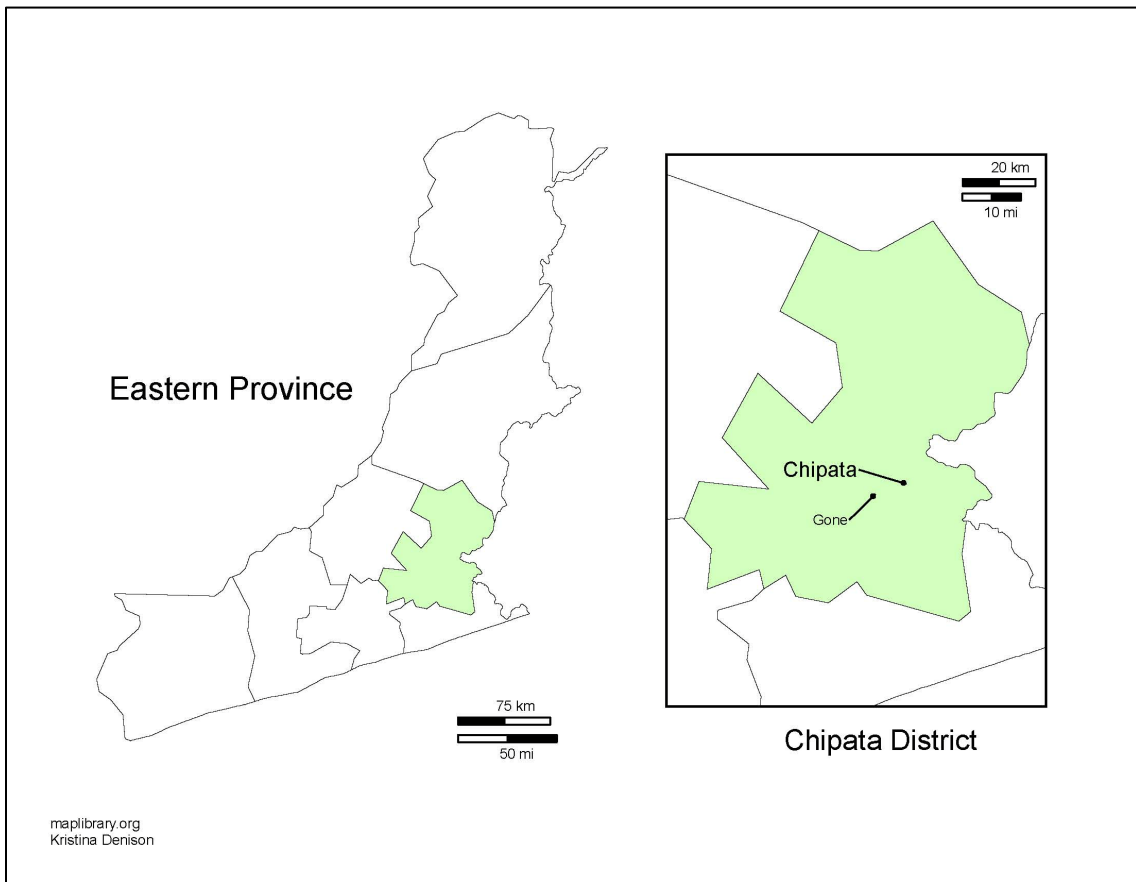 Eastern Province
75 km
50 mi
20 km
10 mi
Chipata
Gone
Chipata District
maplibrary.org
Kristina Denison